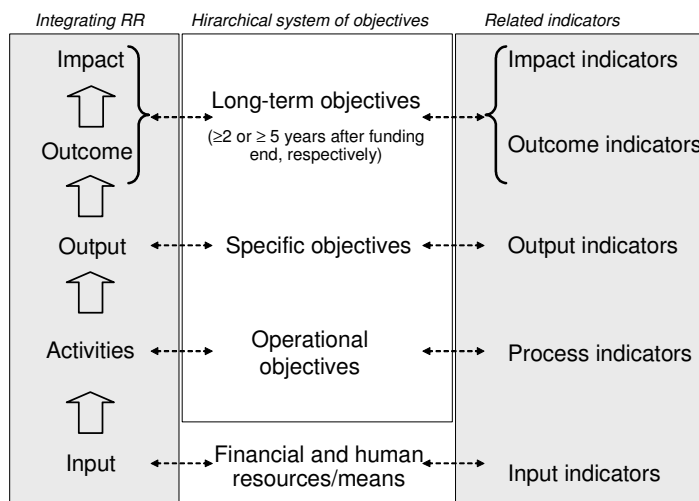 Integrating RR
Hirarchical system of objectives
Related indicators
Impact
Outcome
Output
Activities
Input
Long-term objectives
(≥2 or ≥ 5 years after funding
end, respectively)
Specific objectives
Operational
objectives
Financial and human
resources/means
Impact indicators
Outcome indicators
Output indicators
Process indicators
Input indicators